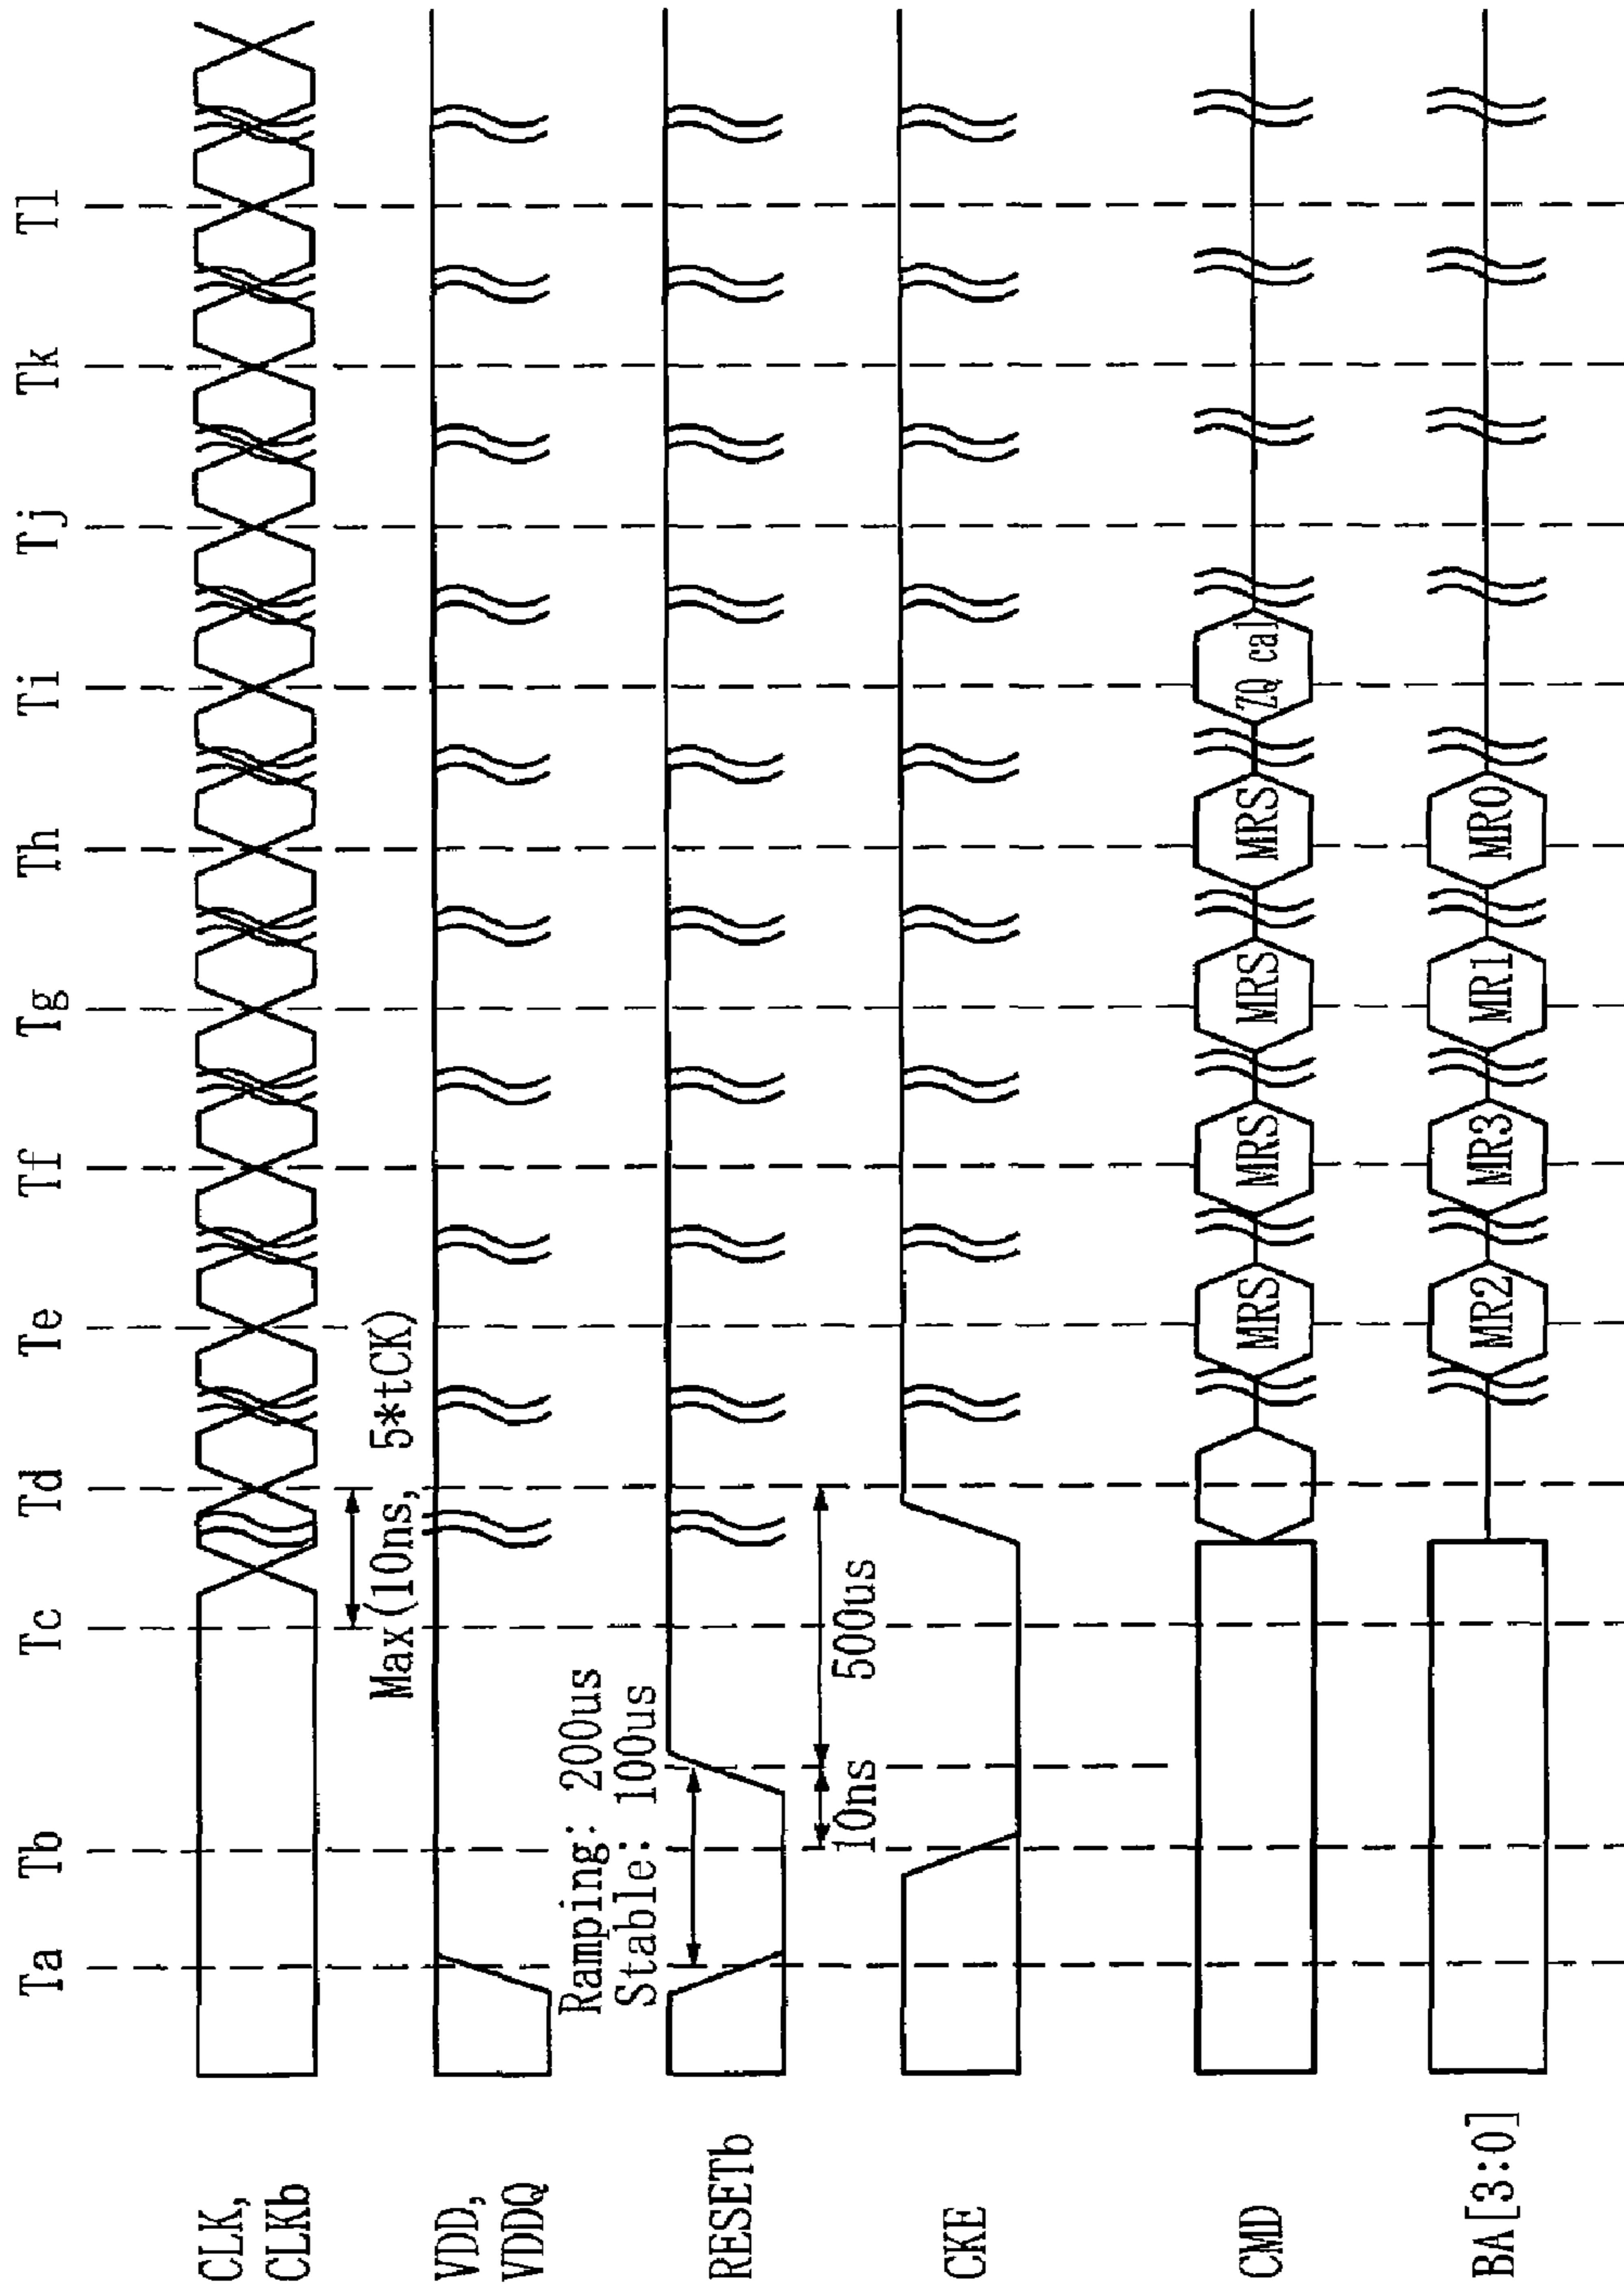 Ta Tb Tc Td Te Tf Tg Th Ti Tj Tk Tl
CLK,
CLKb
Max(10ns, 5*tCK)
VDD,
VDDQ
Ramping: 200us
Stable: 100us
RESETb
10ns 500us
CKE
CMD
MRS MRS MRS MRS ZQ cal
BA[3:0]
MR2 MR3 MR1 MR0